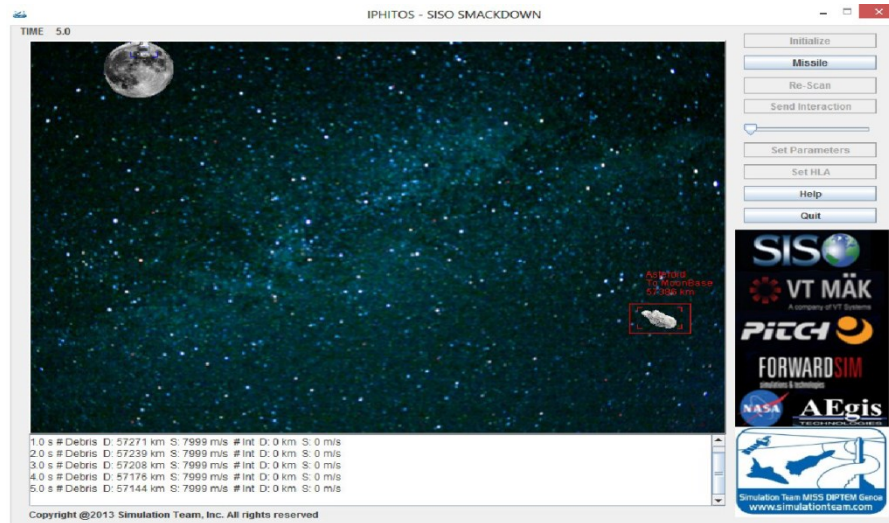 IPHITOS - SISO SMACKDOWN
TIME 5.0
Asteroid
To MoonBase
Initialize
Missile
Re-Scan
Send Interaction
Set Parameters
Set HLA
Help
Quit
SISO
VT MÄK
A company of VT Systems
PITCH
FORWARDSIM
simulations & technologies
NASA
AEgis
TECHNOLOGIES
Simulation Team MISS DIPTEM Genoa
www.simulationteam.com
1.0 s # Debris D: 57271 km S: 7999 m/s # Int D: 0 km S: 0 m/s
2.0 s # Debris D: 57239 km S: 7999 m/s # Int D: 0 km S: 0 m/s
3.0 s # Debris D: 57208 km S: 7999 m/s # Int D: 0 km S: 0 m/s
4.0 s # Debris D: 57176 km S: 7999 m/s # Int D: 0 km S: 0 m/s
5.0 s # Debris D: 57144 km S: 7999 m/s # Int D: 0 km S: 0 m/s
Copyright @2013 Simulation Team, Inc. All rights reserved